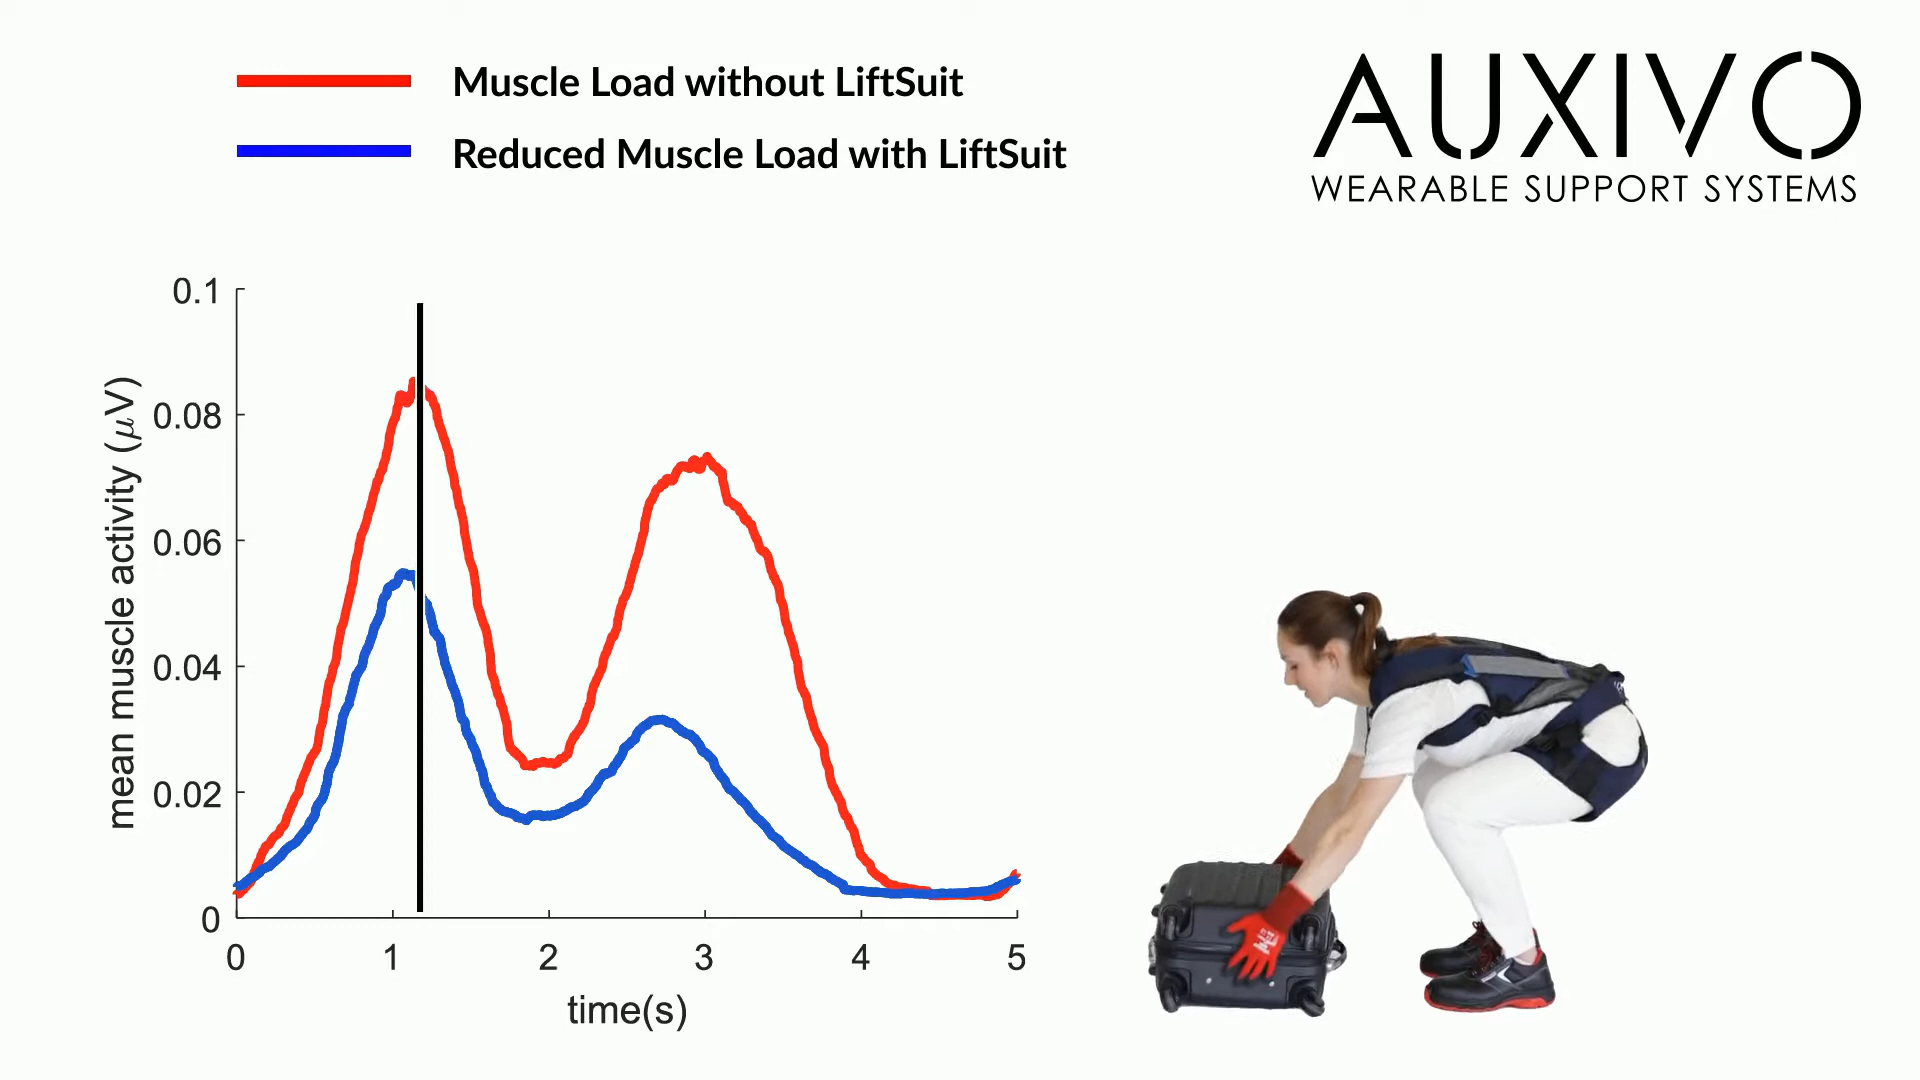 Muscle Load without LiftSuit
Reduced Muscle Load with LiftSuit
AUXIVO
WEARABLE SUPPORT SYSTEMS
mean muscle activity (μV)
0.1
0.08
0.06
0.04
0.02
0
0 1 2 3 4 5
time(s)